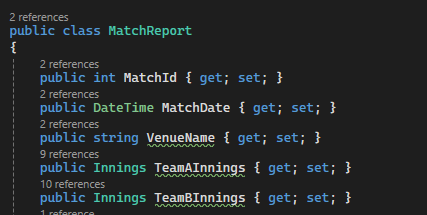 2 references
public class MatchReport
{
2 references
public int MatchId { get; set; }
2 references
public DateTime MatchDate { get; set; }
2 references
public string VenueName { get; set; }
9 references
public Innings TeamAInnings { get; set; }
10 references
public Innings TeamBInnings { get; set; }
1 reference